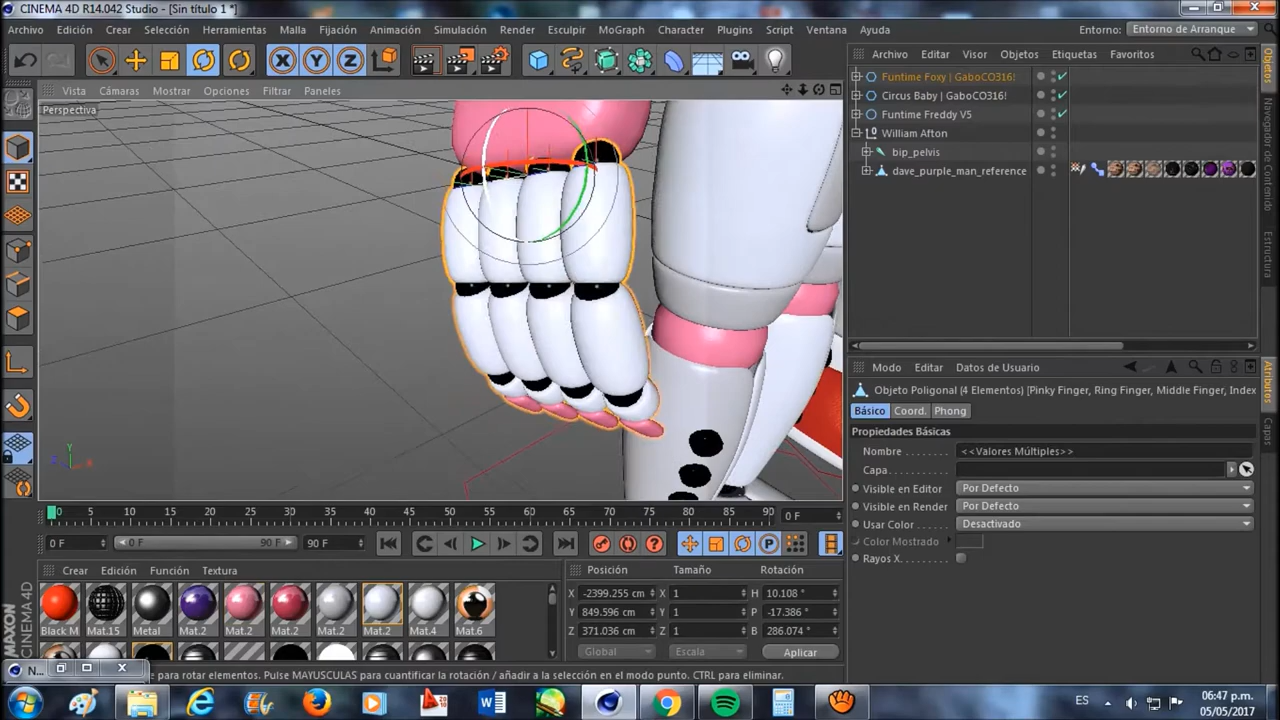 CINEMA 4D R14.042 Studio - [Sin título 1 *]
Archivo Edición Crear Selección Herramientas Malla Fijación Animación Simulación Render Esculpir MoGraph Character Plugins Script Ventana Ayuda Entorno: Entorno de Arranque
Archivo Editar Visor Objetos Etiquetas Favoritos
Vista Cámaras Mostrar Opciones Filtrar Paneles
Perspectiva
Funtime Foxy | GaboCO316!
Circus Baby | GaboCO316!
Funtime Freddy V5
William Afton
bip_pelvis
dave_purple_man_reference
Objetos
Navegador de Contenido
Estructura
Modo Editar Datos de Usuario
Objeto Poligonal (4 Elementos) [Pinky Finger, Ring Finger, Middle Finger, Index
Básico Coord. Phong
Propiedades Básicas
Nombre <<Valores Múltiples>>
Capa
Visible en Editor Por Defecto
Visible en Render Por Defecto
Usar Color Desactivado
Color Mostrado
Rayos X
Atributos
Capas
Y
0 5 10 15 20 25 30 35 40 45 50 55 60 65 70 75 80 85 90 0 F
0 F 0 F 90 F 90 F
Crear Edición Función Textura
Black M Mat.15 Metal Mat.2 Mat.2 Mat.2 Mat.2 Mat.2 Mat.4 Mat.6
Posición Tamaño Rotación
X -2399.255 cm X 1 H 10.108 °
Y 849.596 cm Y 1 P -17.386 °
Z 371.036 cm Z 1 B 286.074 °
Global Escala Aplicar
MAXON CINEMA 4D
N...
e para rotar elementos. Pulse MAYUSCULAS para cuantificar la rotación / añadir a la selección en el modo punto. CTRL para eliminar.
ES 06:47 p.m.
05/05/2017